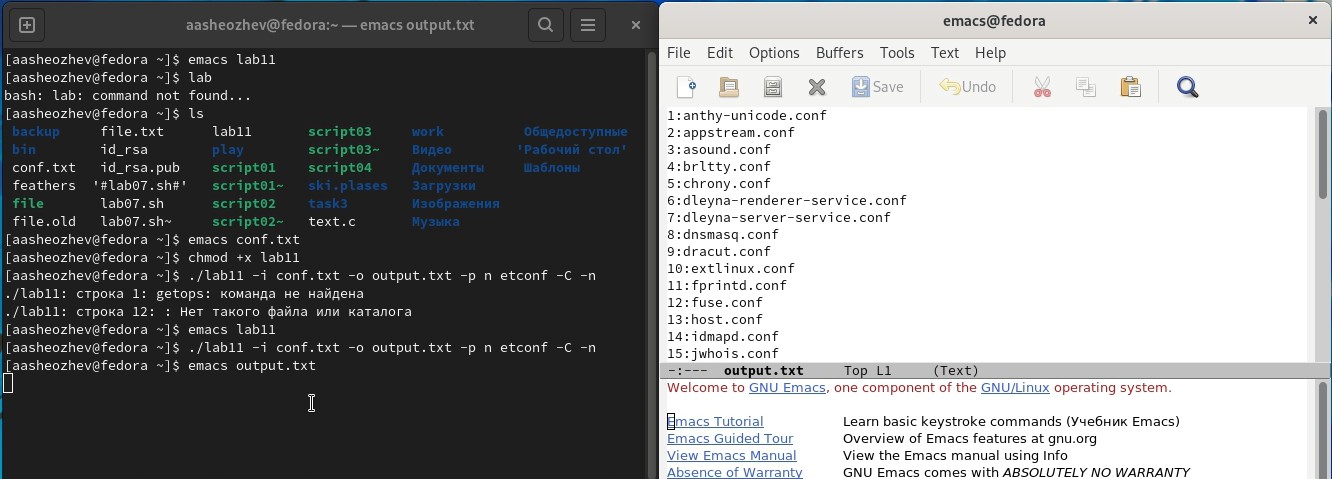 aasheozhev@fedora:~ — emacs output.txt
[aasheozhev@fedora ~]$ emacs lab11
[aasheozhev@fedora ~]$ lab
bash: lab: command not found...
[aasheozhev@fedora ~]$ ls
backup file.txt lab11 script03 work Общедоступные
bin id_rsa play script03~ Видео 'Рабочий стол'
conf.txt id_rsa.pub script01 script04 Документы Шаблоны
feathers '#lab07.sh#' script01~ ski.plases Загрузки
file lab07.sh script02 task3 Изображения
file.old lab07.sh~ script02~ text.c Музыка
[aasheozhev@fedora ~]$ emacs conf.txt
[aasheozhev@fedora ~]$ chmod +x lab11
[aasheozhev@fedora ~]$ ./lab11 -i conf.txt -o output.txt -p n etconf -C -n
./lab11: строка 1: getops: команда не найдена
./lab11: строка 12: : Нет такого файла или каталога
[aasheozhev@fedora ~]$ emacs lab11
[aasheozhev@fedora ~]$ ./lab11 -i conf.txt -o output.txt -p n etconf -C -n
[aasheozhev@fedora ~]$ emacs output.txt
emacs@fedora
File Edit Options Buffers Tools Text Help
Save Undo
1:anthy-unicode.conf
2:appstream.conf
3:asound.conf
4:brltty.conf
5:chrony.conf
6:dleyna-renderer-service.conf
7:dleyna-server-service.conf
8:dnsmasq.conf
9:dracut.conf
10:extlinux.conf
11:fprintd.conf
12:fuse.conf
13:host.conf
14:idmapd.conf
15:jwhois.conf
-:--- output.txt Top L1 (Text)
Welcome to GNU Emacs, one component of the GNU/Linux operating system.
Emacs Tutorial Learn basic keystroke commands (Учебник Emacs)
Emacs Guided Tour Overview of Emacs features at gnu.org
View Emacs Manual View the Emacs manual using Info
Absence of Warranty GNU Emacs comes with ABSOLUTELY NO WARRANTY